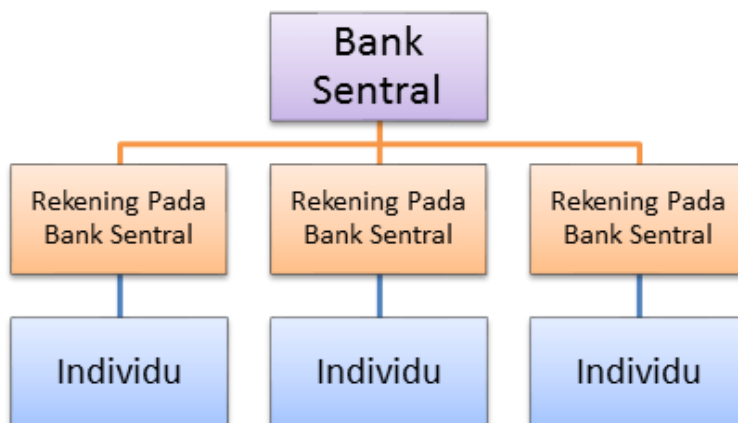 Bank
Sentral
Rekening Pada
Bank Sentral
Rekening Pada
Bank Sentral
Rekening Pada
Bank Sentral
Individu
Individu
Individu